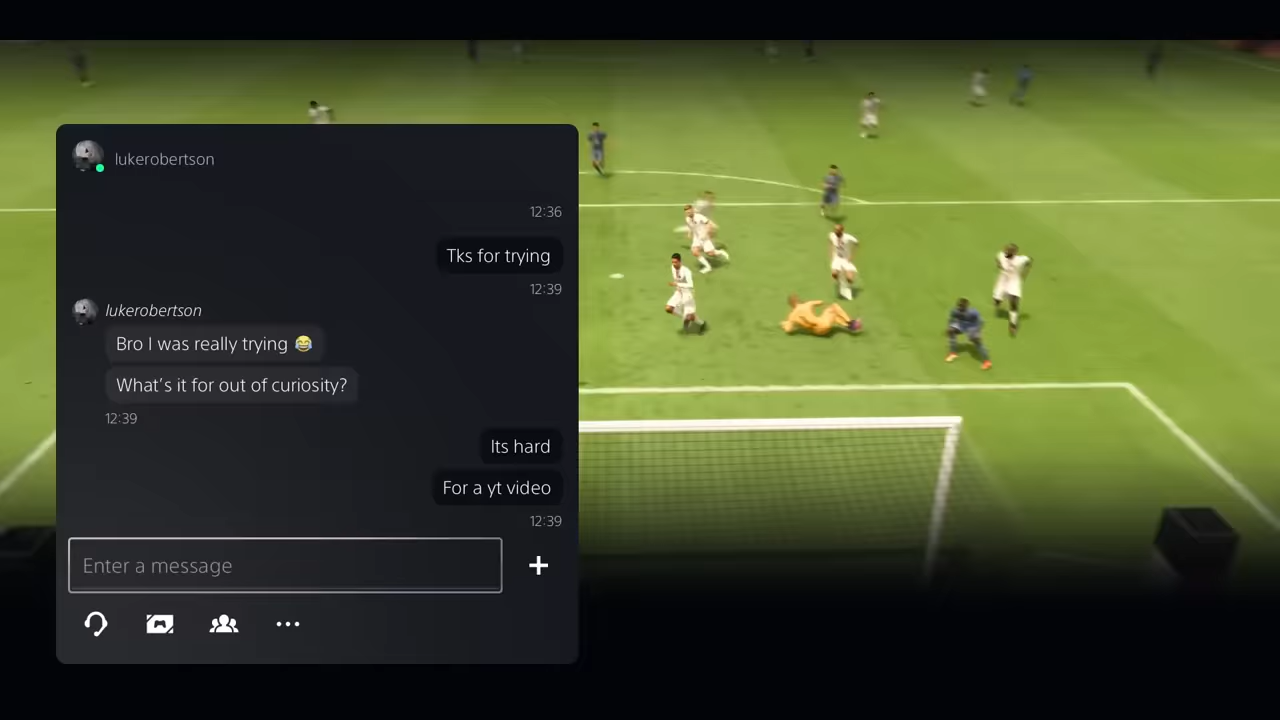 lukerobertson
12:36
Tks for trying
12:39
lukerobertson
Bro I was really trying 😂
What's it for out of curiosity?
12:39
Its hard
For a yt video
12:39
Enter a message